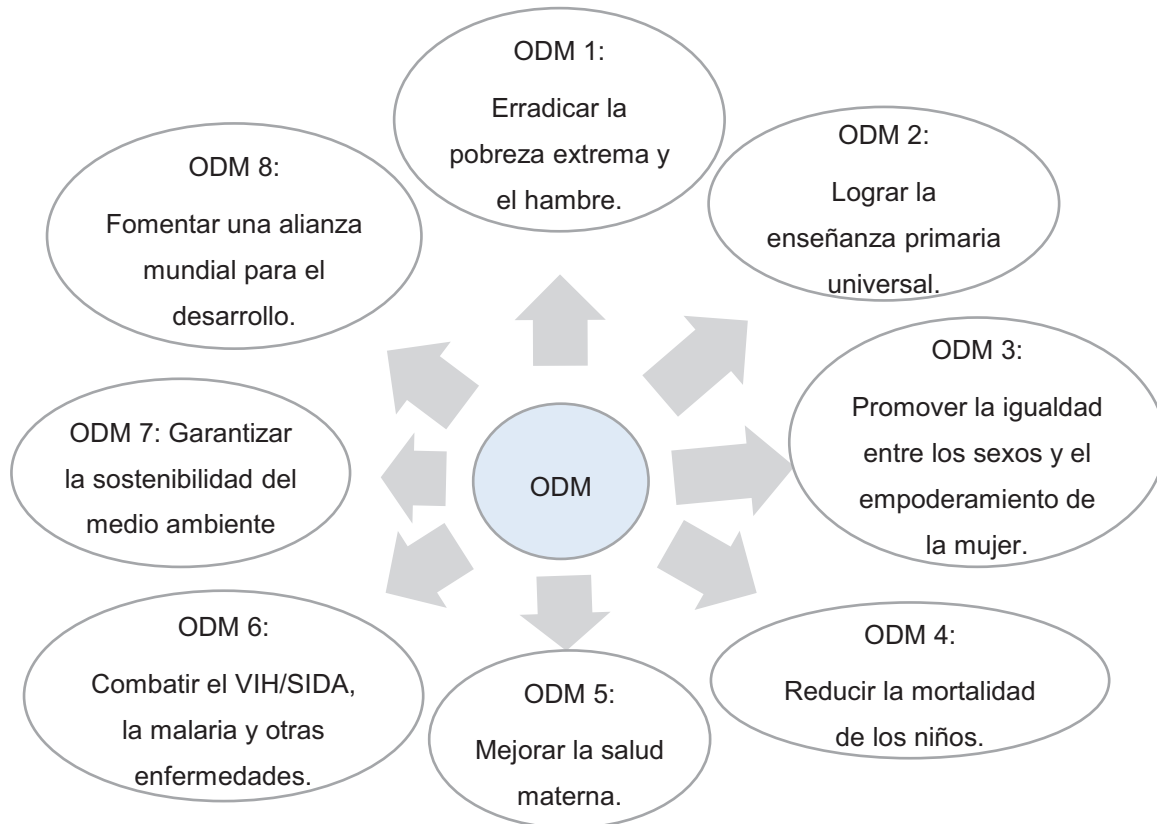 ODM 1:
Erradicar la
pobreza extrema y
el hambre.
ODM 2:
Lograr la
enseñanza primaria
universal.
ODM 3:
Promover la igualdad
entre los sexos y el
empoderamiento de
la mujer.
ODM 4:
Reducir la mortalidad
de los niños.
ODM 5:
Mejorar la salud
materna.
ODM 6:
Combatir el VIH/SIDA,
la malaria y otras
enfermedades.
ODM 7: Garantizar
la sostenibilidad del
medio ambiente
ODM 8:
Fomentar una alianza
mundial para el
desarrollo.
ODM